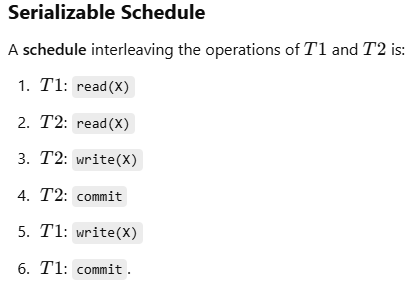 Serializable Schedule
A schedule interleaving the operations of T1 and T2 is:
1. T1: read(X)
2. T2: read(X)
3. T2: write(X)
4. T2: commit
5. T1: write(X)
6. T1: commit.